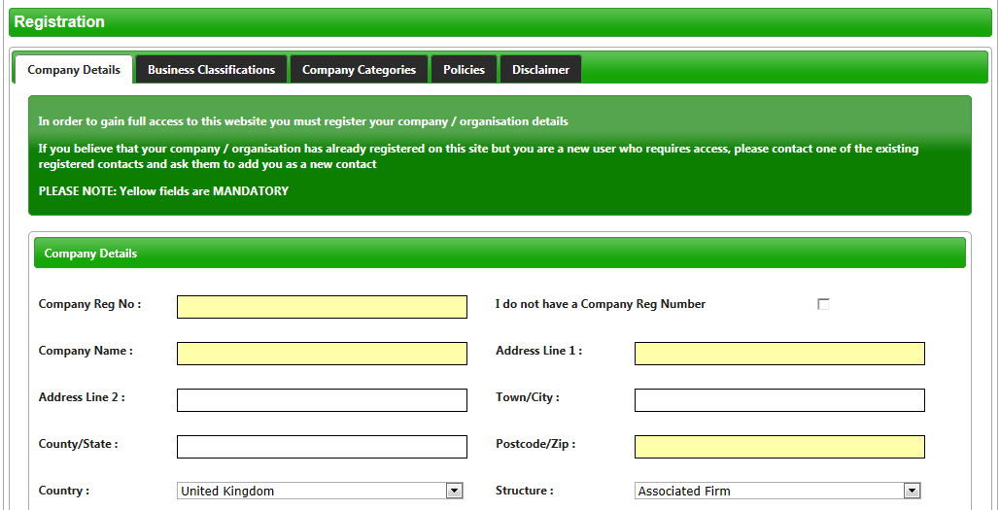 Registration
Company Details
Business Classifications
Company Categories
Policies
Disclaimer
In order to gain full access to this website you must register your company / organisation details
If you believe that your company / organisation has already registered on this site but you are a new user who requires access, please contact one of the existing
registered contacts and ask them to add you as a new contact
PLEASE NOTE: Yellow fields are MANDATORY
Company Details
Company Reg No :
I do not have a Company Reg Number
Company Name :
Address Line 1 :
Address Line 2 :
Town/City :
County/State :
Postcode/Zip :
Country :
United Kingdom
Structure :
Associated Firm